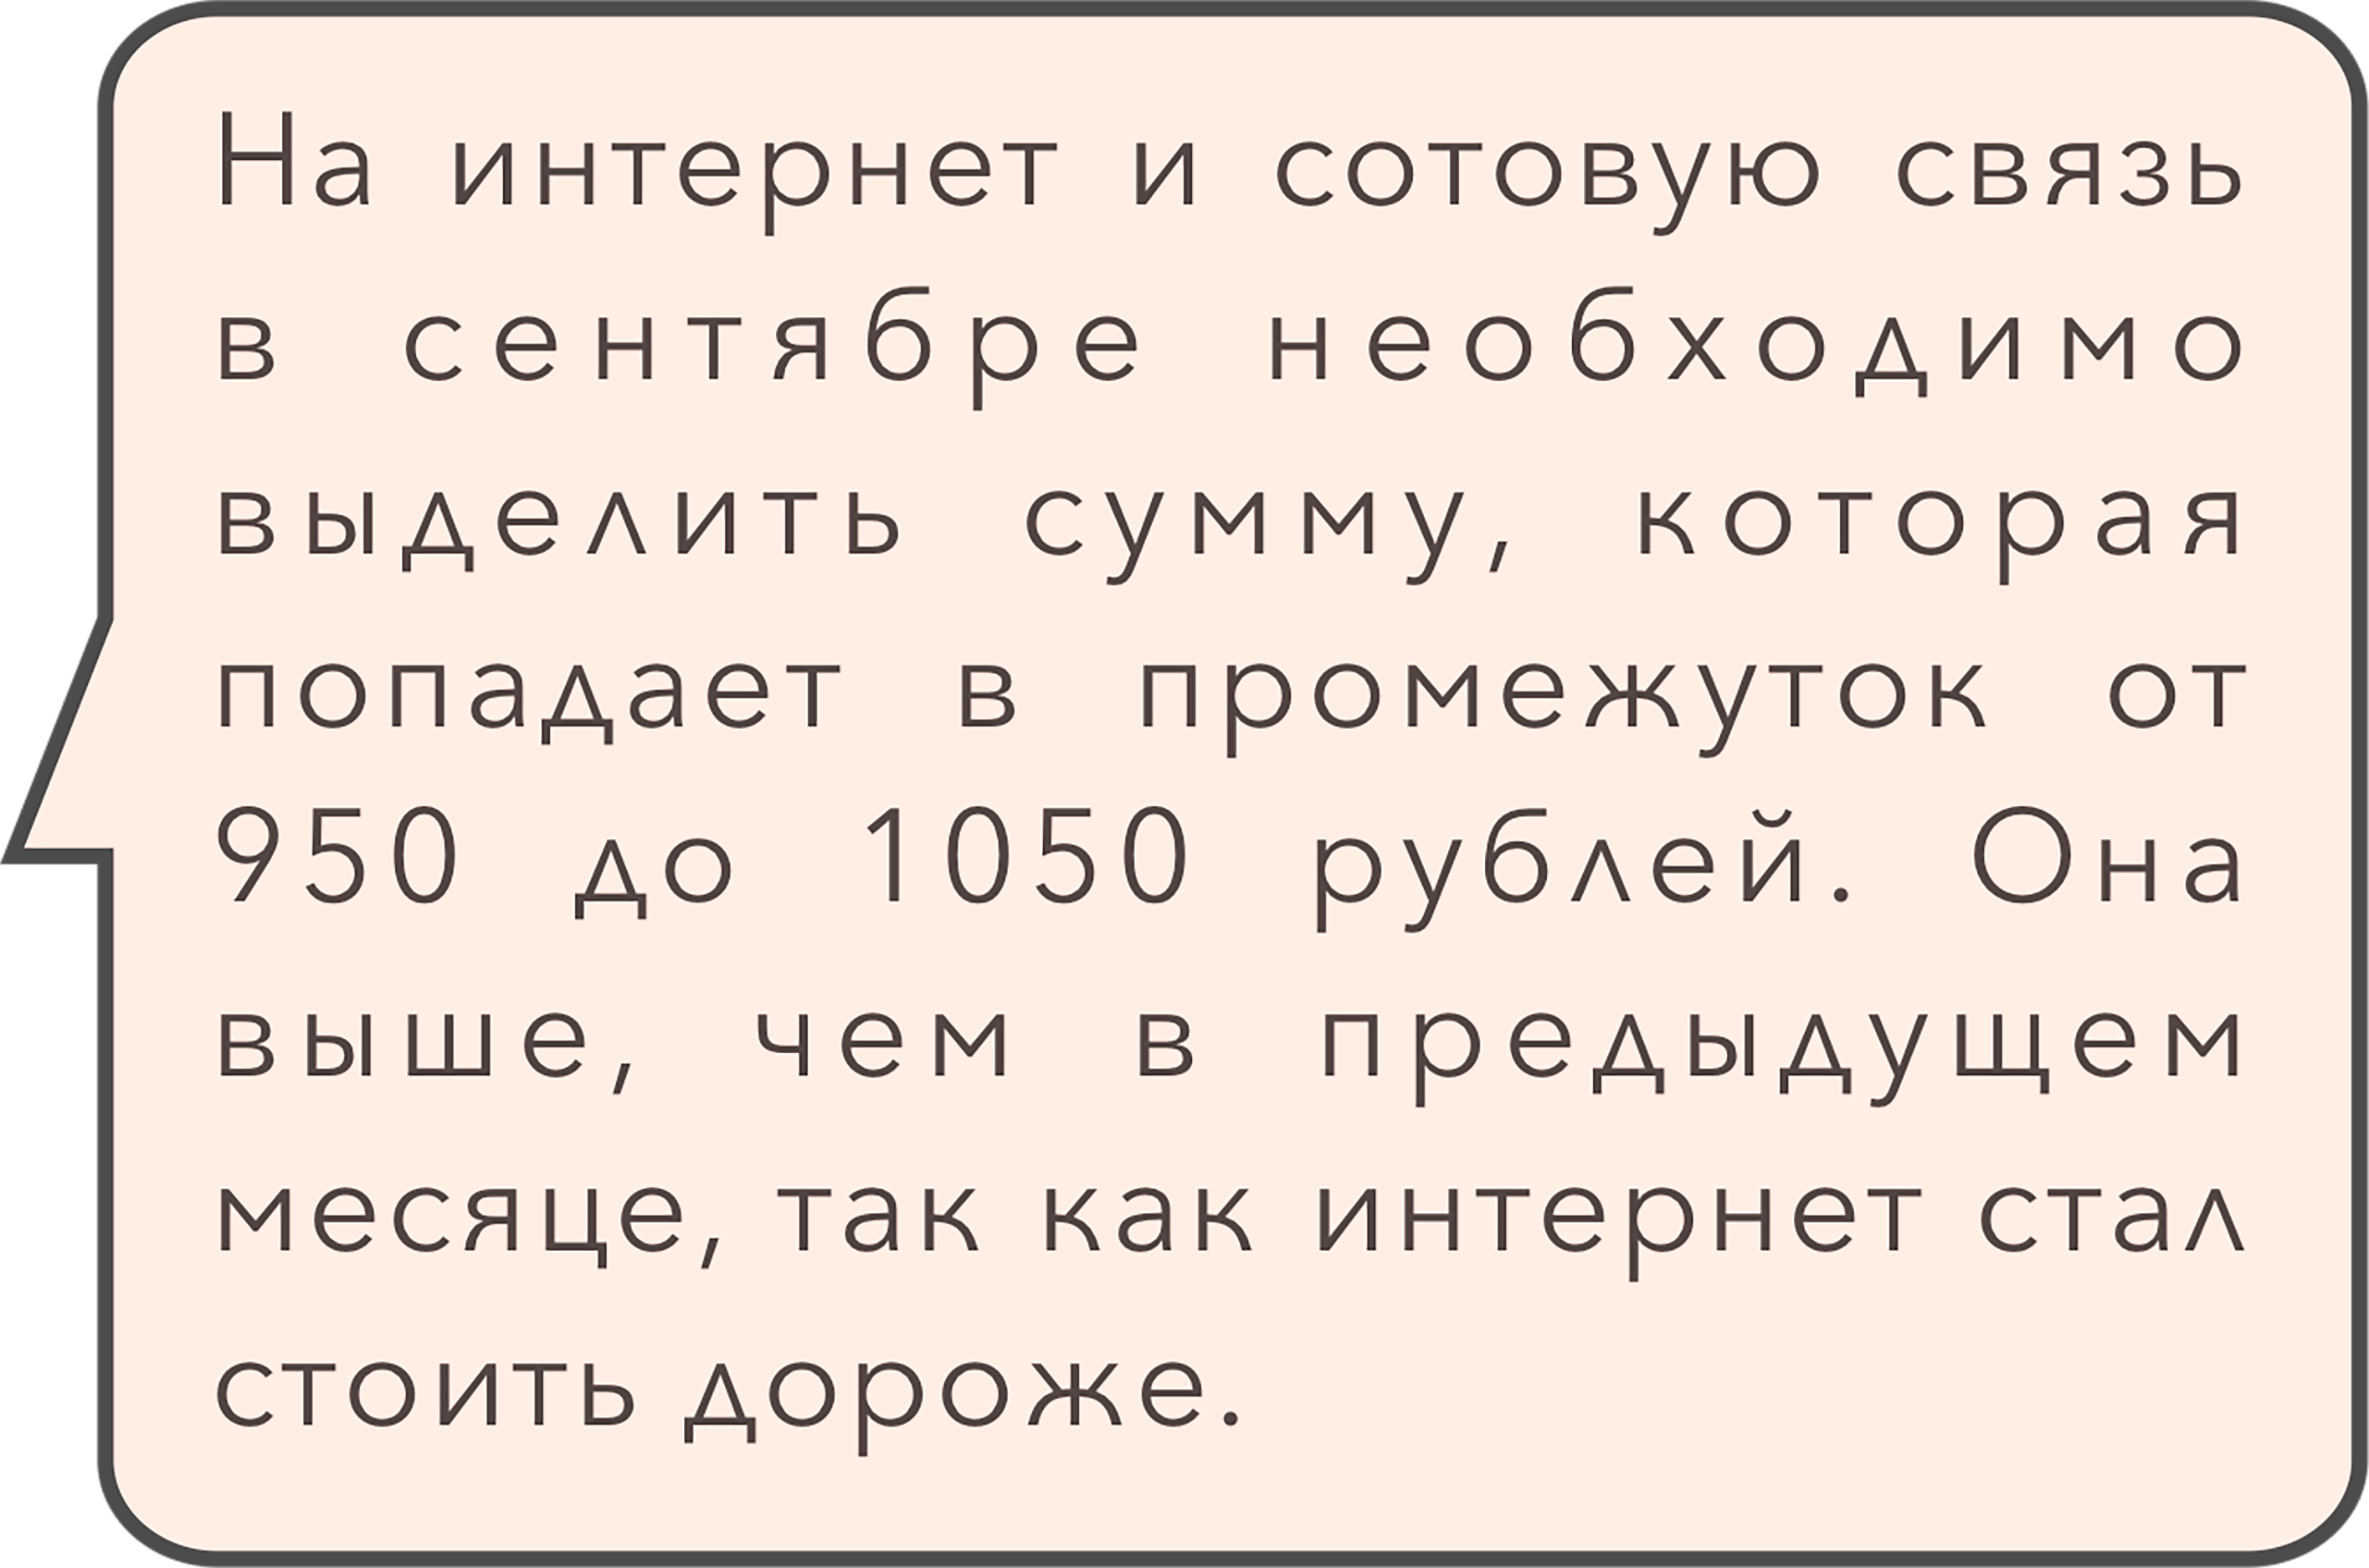 На интернет и сотовую связь
в сентябре необходимо
выделить сумму, которая
попадает в промежуток от
950 до 1050 рублей. Она
выше, чем в предыдущем
месяце, так как интернет стал
стоить дороже.